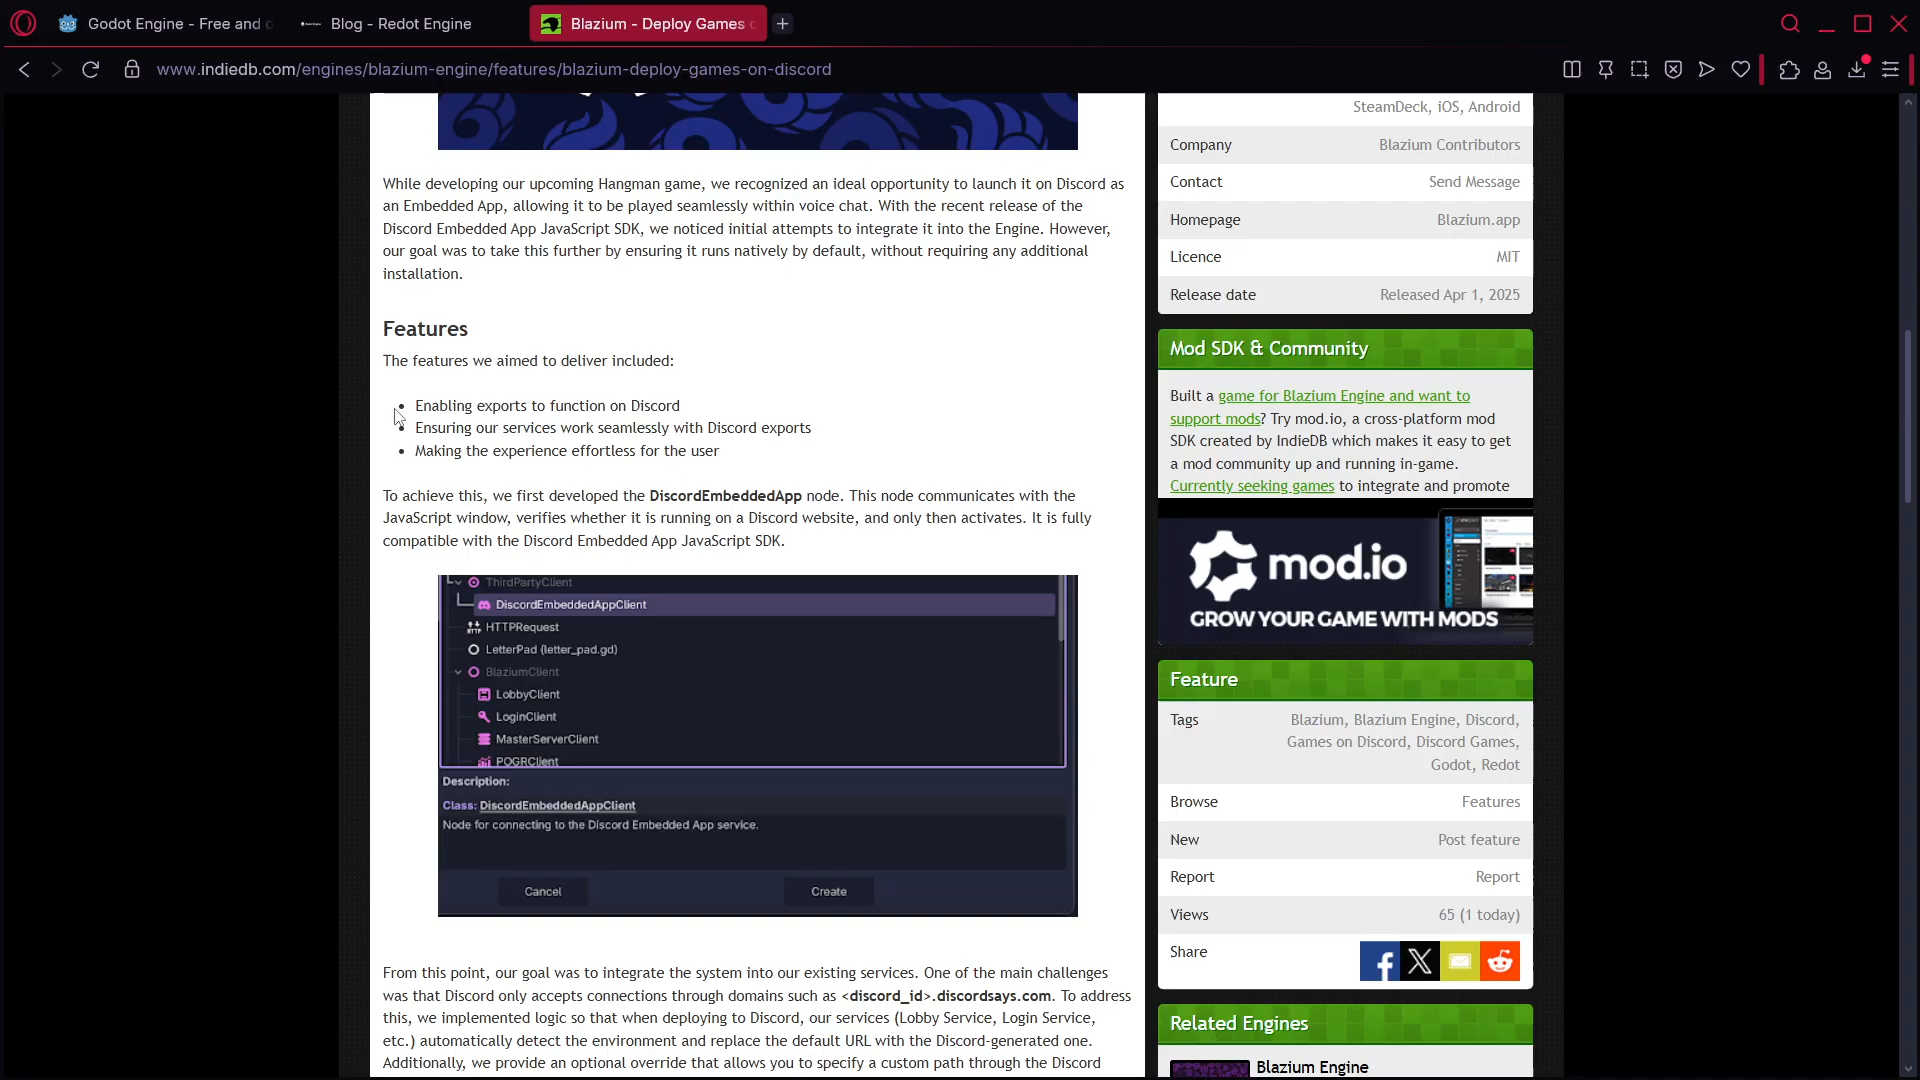 Godot Engine - Free and o
Blog - Redot Engine
Blazium - Deploy Games o
www.indiedb.com/engines/blazium-engine/features/blazium-deploy-games-on-discord
While developing our upcoming Hangman game, we recognized an ideal opportunity to launch it on Discord as
an Embedded App, allowing it to be played seamlessly within voice chat. With the recent release of the
Discord Embedded App JavaScript SDK, we noticed initial attempts to integrate it into the Engine. However,
our goal was to take this further by ensuring it runs natively by default, without requiring any additional
installation.
Features
The features we aimed to deliver included:
• Enabling exports to function on Discord
• Ensuring our services work seamlessly with Discord exports
• Making the experience effortless for the user
To achieve this, we first developed the DiscordEmbeddedApp node. This node communicates with the
JavaScript window, verifies whether it is running on a Discord website, and only then activates. It is fully
compatible with the Discord Embedded App JavaScript SDK.
ThirdPartyClient
DiscordEmbeddedAppClient
HTTPRequest
LetterPad (letter_pad.gd)
BlaziumClient
LobbyClient
LoginClient
MasterServerClient
POGRClient
Description:
Class: DiscordEmbeddedAppClient
Node for connecting to the Discord Embedded App service.
Cancel Create
From this point, our goal was to integrate the system into our existing services. One of the main challenges
was that Discord only accepts connections through domains such as <discord_id>.discordsays.com. To address
this, we implemented logic so that when deploying to Discord, our services (Lobby Service, Login Service,
etc.) automatically detect the environment and replace the default URL with the Discord-generated one.
Additionally, we provide an optional override that allows you to specify a custom path through the Discord
SteamDeck, iOS, Android
Company Blazium Contributors
Contact Send Message
Homepage Blazium.app
Licence MIT
Release date Released Apr 1, 2025
Mod SDK & Community
Built a game for Blazium Engine and want to
support mods? Try mod.io, a cross-platform mod
SDK created by IndieDB which makes it easy to get
a mod community up and running in-game.
Currently seeking games to integrate and promote
mod.io
GROW YOUR GAME WITH MODS
Feature
Tags Blazium, Blazium Engine, Discord,
Games on Discord, Discord Games,
Godot, Redot
Browse Features
New Post feature
Report Report
Views 65 (1 today)
Share
Related Engines
Blazium Engine